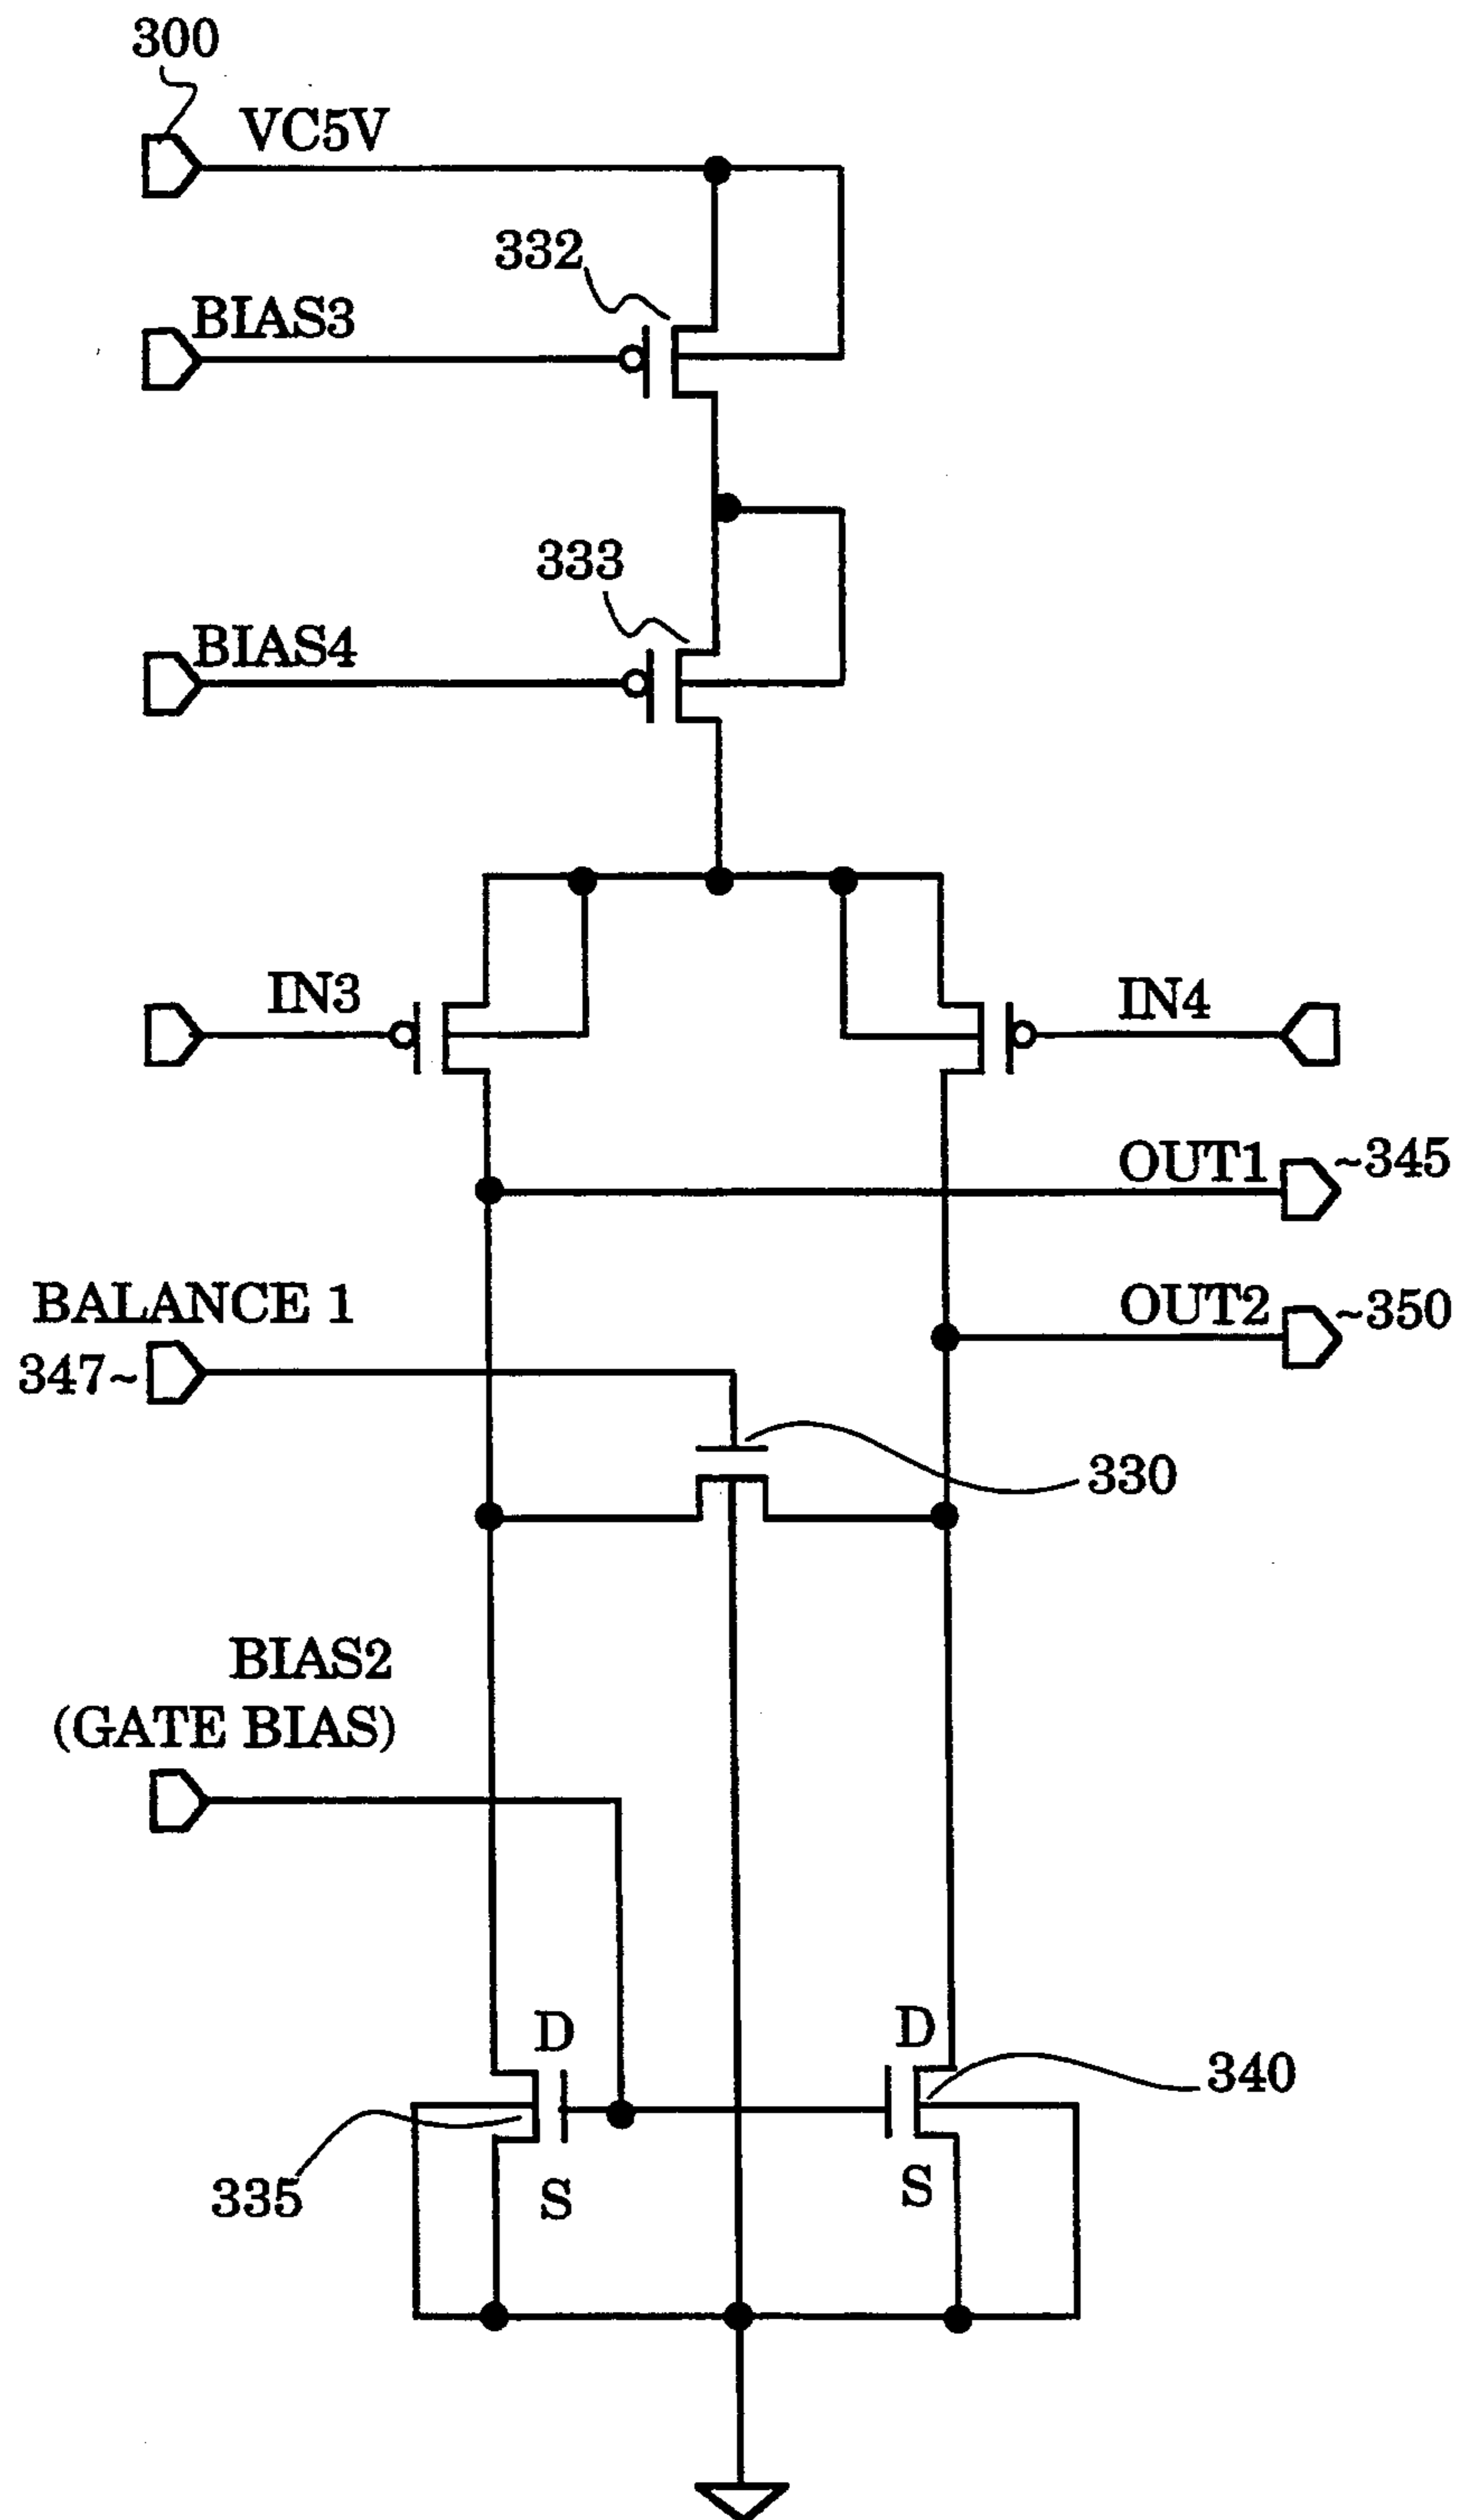 300
VC5V
332
BIAS3
333
BIAS4
IN3
IN4
OUT1 ~345
BALANCE 1
OUT2 ~350
347~
330
BIAS2
(GATE BIAS)
D
D
340
335
S
S